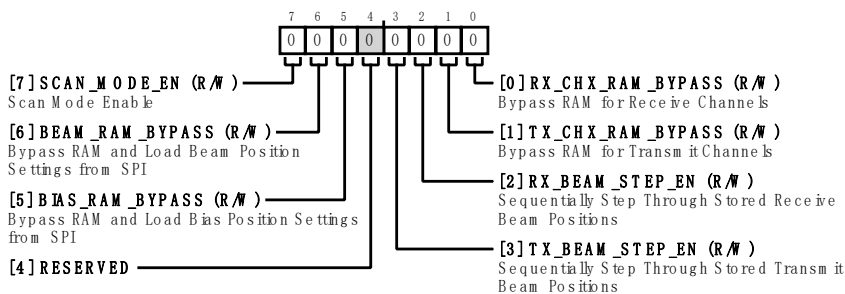 7 6 5 4 3 2 1 0
0 0 0 0 0 0 0 0
[7] SCAN_MODE_EN (R/W)
Scan Mode Enable
[6] BEAM_RAM_BYPASS (R/W)
Bypass RAM and Load Beam Position
Settings from SPI
[5] BIAS_RAM_BYPASS (R/W)
Bypass RAM and Load Bias Position Settings
from SPI
[4] RESERVED
[0] RX_CHX_RAM_BYPASS (R/W)
Bypass RAM for Receive Channels
[1] TX_CHX_RAM_BYPASS (R/W)
Bypass RAM for Transmit Channels
[2] RX_BEAM_STEP_EN (R/W)
Sequentially Step Through Stored Receive
Beam Positions
[3] TX_BEAM_STEP_EN (R/W)
Sequentially Step Through Stored Transmit
Beam Positions